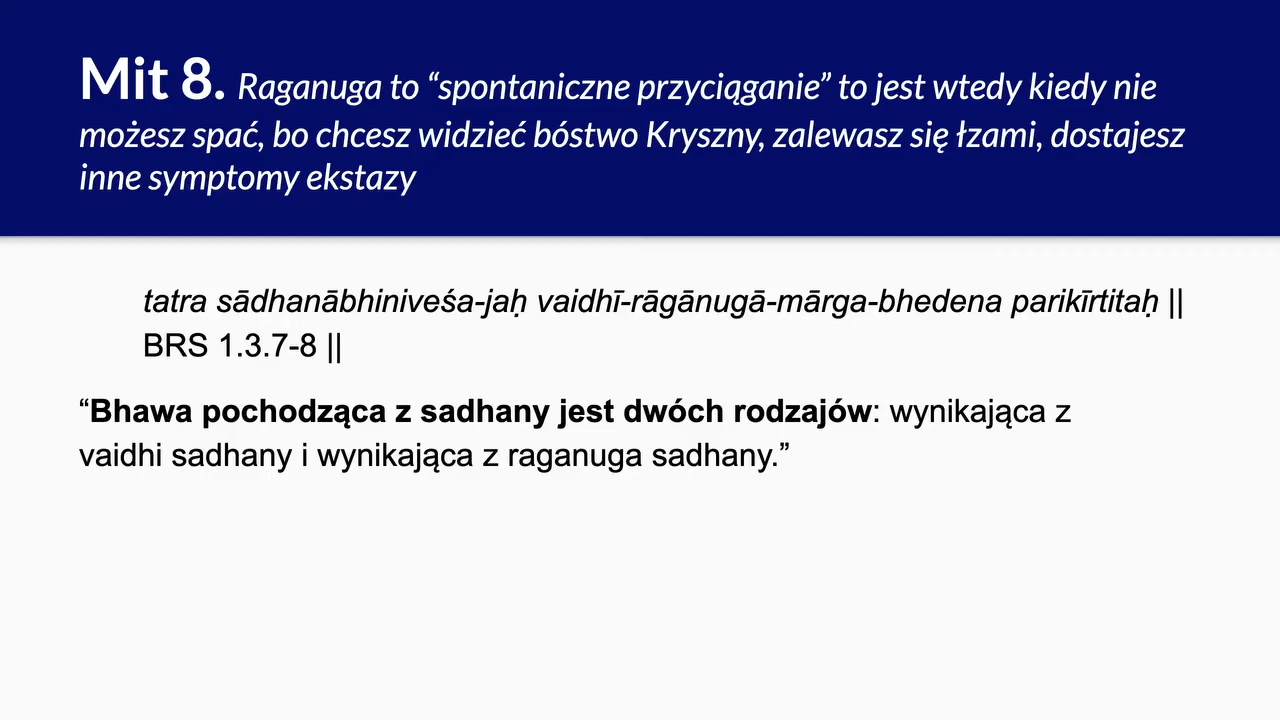 Mit 8. Raganuga to “spontaniczne przyciąganie” to jest wtedy kiedy nie
możesz spać, bo chcesz widzieć bóstwo Kryszny, zalewasz się łzami, dostajesz
inne symptomy ekstazy
tatra sādhanābhiniveśa-jaḥ vaidhī-rāgānugā-mārga-bhedena parikīrtitaḥ ||
BRS 1.3.7-8 ||
“Bhawa pochodząca z sadhany jest dwóch rodzajów: wynikająca z
vaidhi sadhany i wynikająca z raganuga sadhany.”